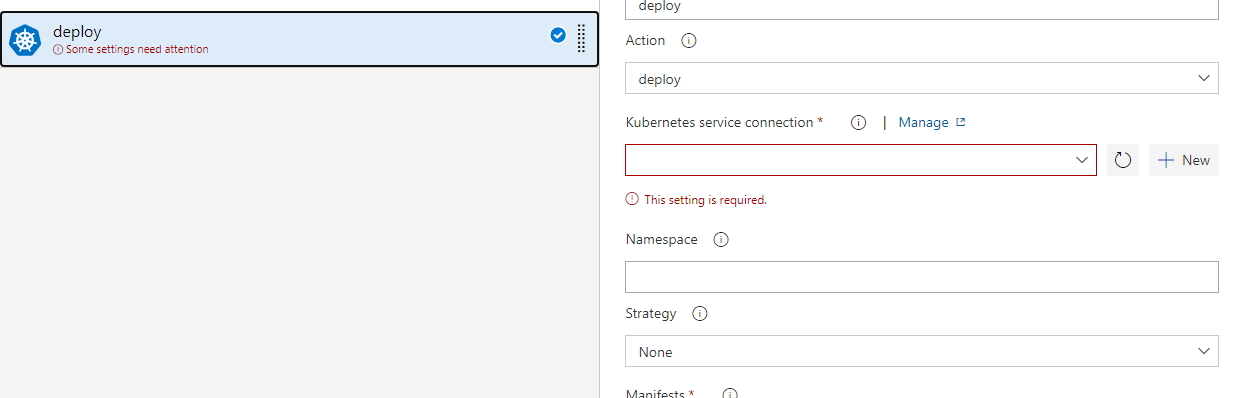 deploy
Some settings need attention
deploy
Action
deploy
Kubernetes service connection * | Manage
New
This setting is required.
Namespace
Strategy
None
Manifests *